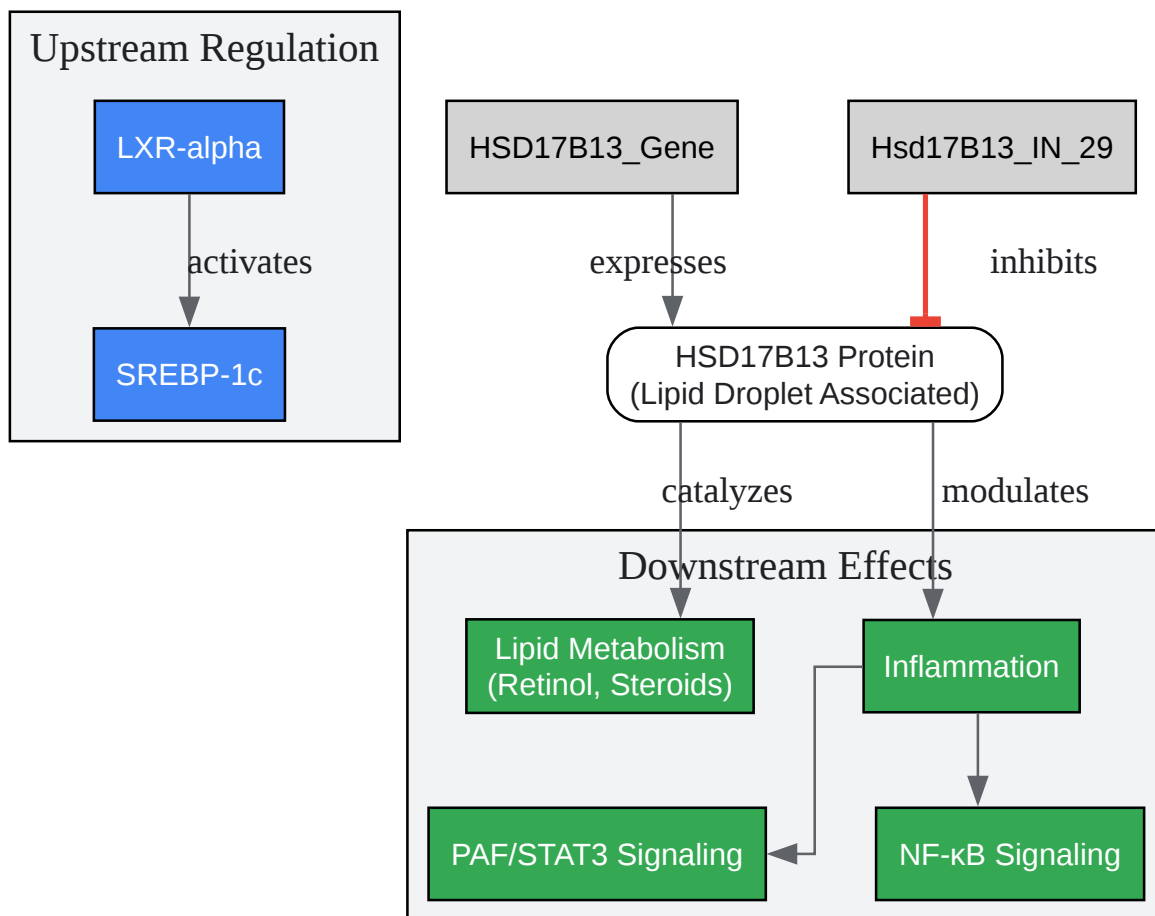 Upstream Regulation
LXR-alpha
activates
SREBP-1c
HSD17B13_Gene
Hsd17B13_IN_29
expresses
inhibits
HSD17B13 Protein
(Lipid Droplet Associated)
catalyzes
modulates
Downstream Effects
Lipid Metabolism
(Retinol, Steroids)
Inflammation
PAF/STAT3 Signaling
NF-κB Signaling